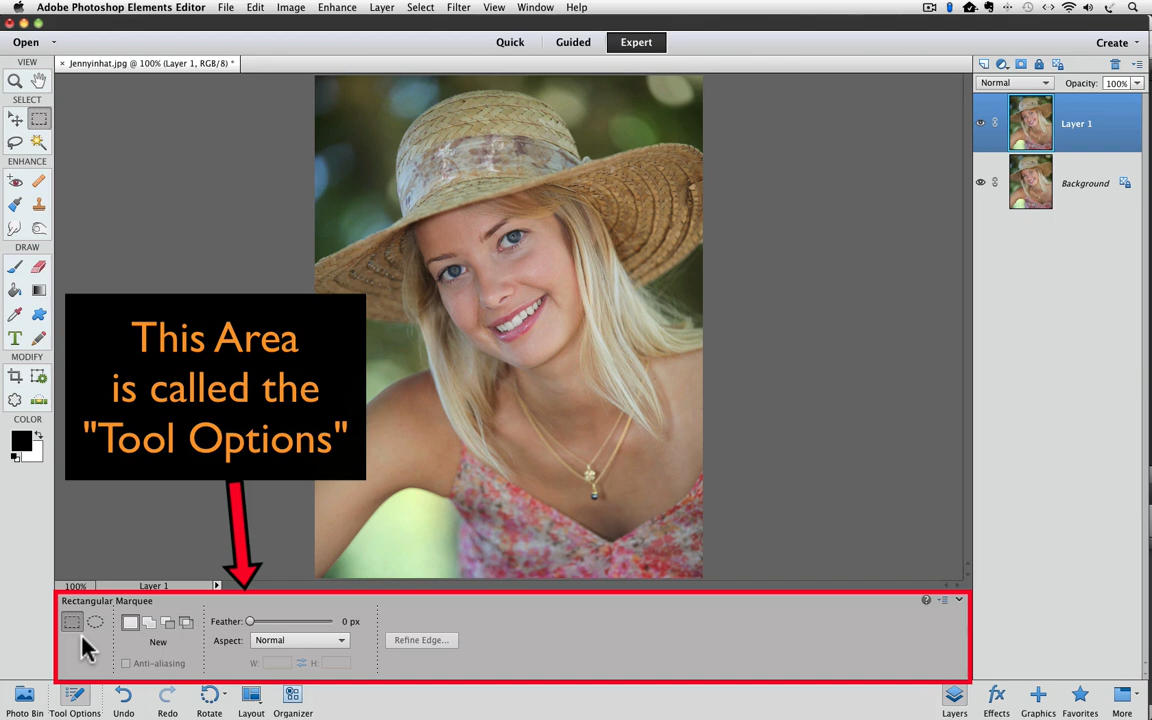 Adobe Photoshop Elements Editor File Edit Image Enhance Layer Select Filter View Window Help
Open Quick Guided Expert Create
VIEW
× Jennyinhat.jpg @ 100% (Layer 1, RGB/8) *
Normal Opacity: 100%
SELECT
Layer 1
ENHANCE
Background
DRAW
T
MODIFY
COLOR
This Area
is called the
"Tool Options"
100% Layer 1
Rectangular Marquee
Feather: 0 px
New
Aspect: Normal
Refine Edge...
Anti-aliasing
W: H:
Photo Bin Tool Options Undo Redo Rotate Layout Organizer
fx
Layers Effects Graphics Favorites More